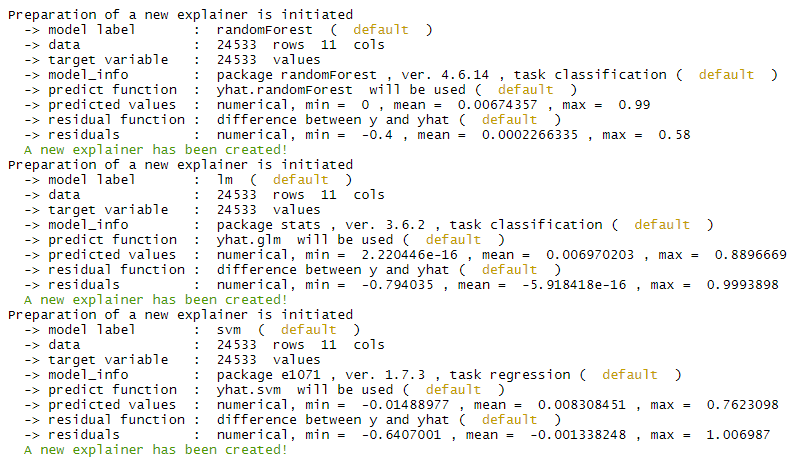 Preparation of a new explainer is initiated
  -> model label       :  randomForest  (  default  )
  -> data              :  24533  rows  11  cols
  -> target variable   :  24533  values
  -> model_info        :  package randomForest , ver. 4.6.14 , task classification (  default  )
  -> predict function  :  yhat.randomForest  will be used (  default  )
  -> predicted values  :  numerical, min =  0 , mean =  0.00674357 , max =  0.99
  -> residual function :  difference between y and yhat (  default  )
  -> residuals         :  numerical, min =  -0.4 , mean =  0.0002266335 , max =  0.58
  A new explainer has been created!
Preparation of a new explainer is initiated
  -> model label       :  lm  (  default  )
  -> data              :  24533  rows  11  cols
  -> target variable   :  24533  values
  -> model_info        :  package stats , ver. 3.6.2 , task classification (  default  )
  -> predict function  :  yhat.glm  will be used (  default  )
  -> predicted values  :  numerical, min =  2.220446e-16 , mean =  0.006970203 , max =  0.8896669
  -> residual function :  difference between y and yhat (  default  )
  -> residuals         :  numerical, min =  -0.794035 , mean =  -5.918418e-16 , max =  0.9993898
  A new explainer has been created!
Preparation of a new explainer is initiated
  -> model label       :  svm  (  default  )
  -> data              :  24533  rows  11  cols
  -> target variable   :  24533  values
  -> model_info        :  package e1071 , ver. 1.7.3 , task regression (  default  )
  -> predict function  :  yhat.svm  will be used (  default  )
  -> predicted values  :  numerical, min =  -0.01488977 , mean =  0.008308451 , max =  0.7623098
  -> residual function :  difference between y and yhat (  default  )
  -> residuals         :  numerical, min =  -0.6407001 , mean =  -0.001338248 , max =  1.006987
  A new explainer has been created!